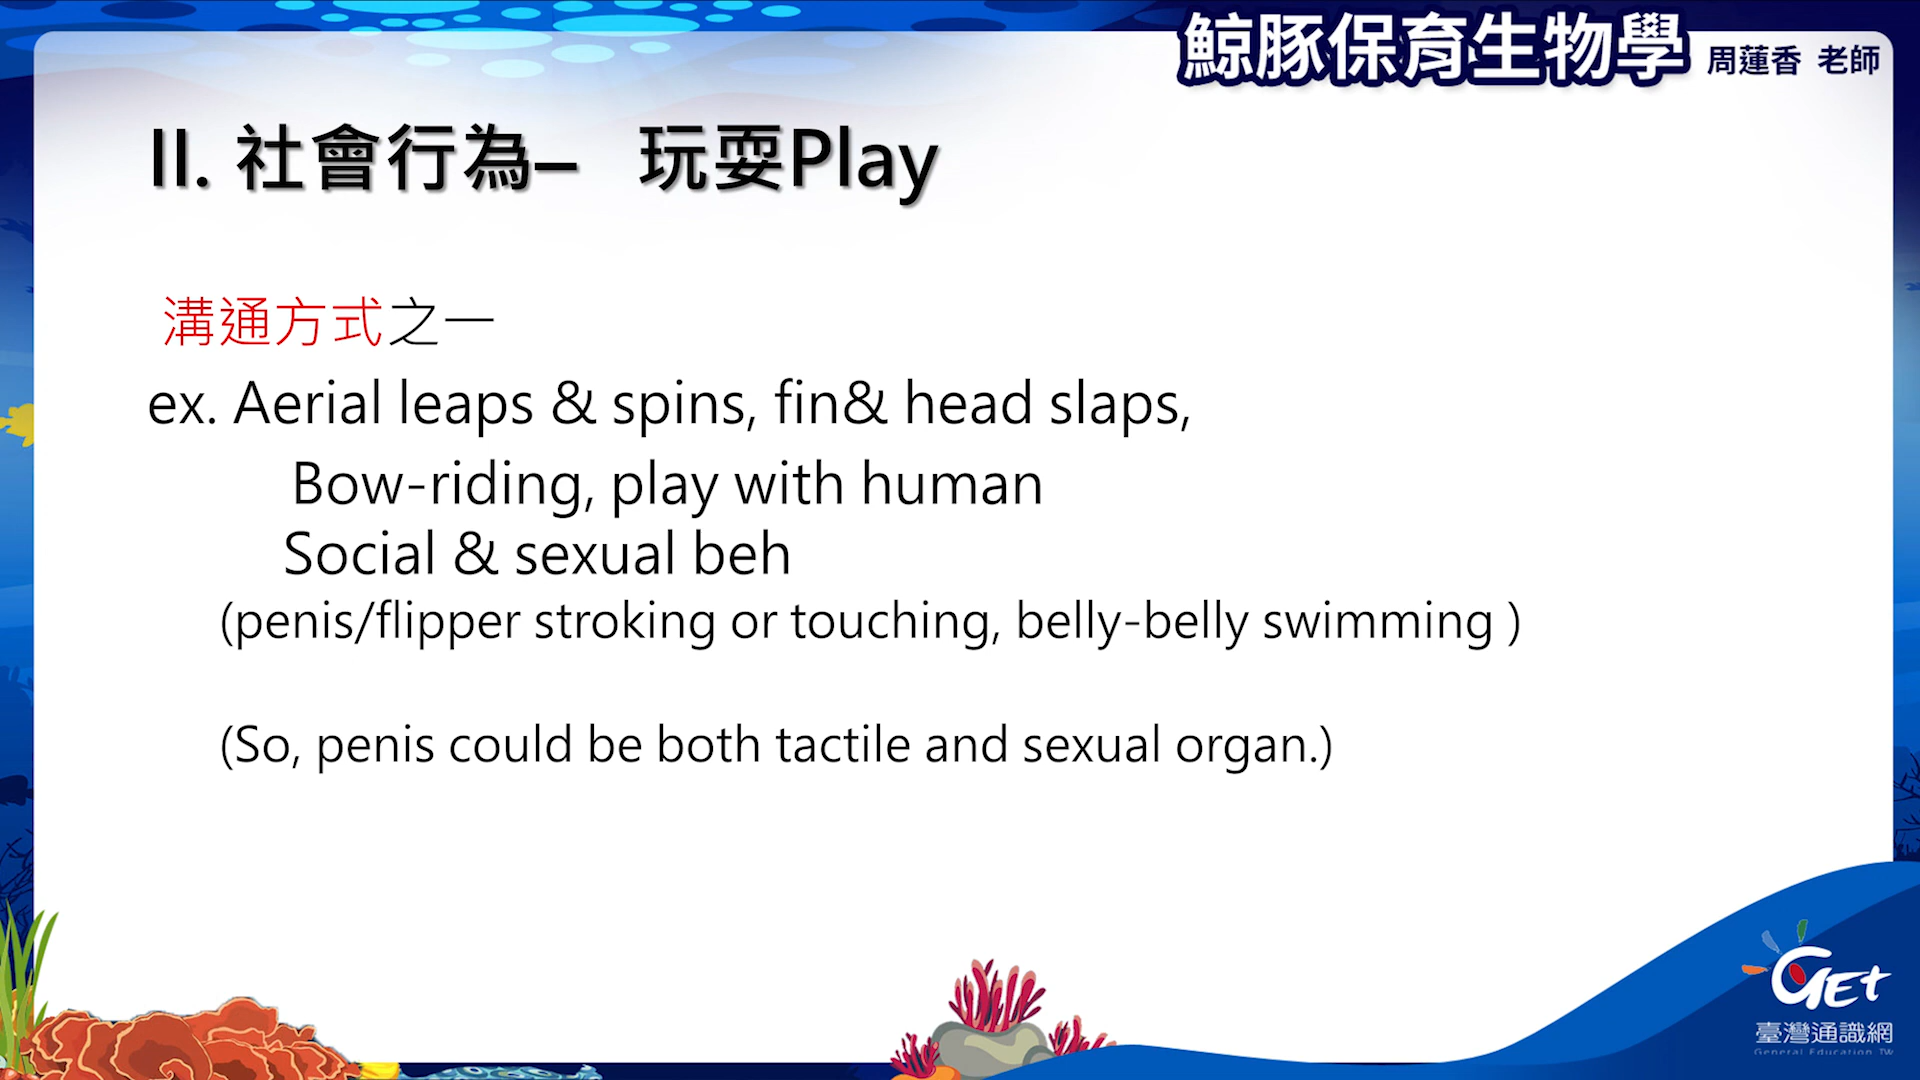 鯨豚保育生物學 周蓮香 老師
II. 社會行為– 玩耍Play
溝通方式之一
ex. Aerial leaps & spins, fin& head slaps,
Bow-riding, play with human
Social & sexual beh
(penis/flipper stroking or touching, belly-belly swimming )
(So, penis could be both tactile and sexual organ.)
GET
臺灣通識網
General Education TW